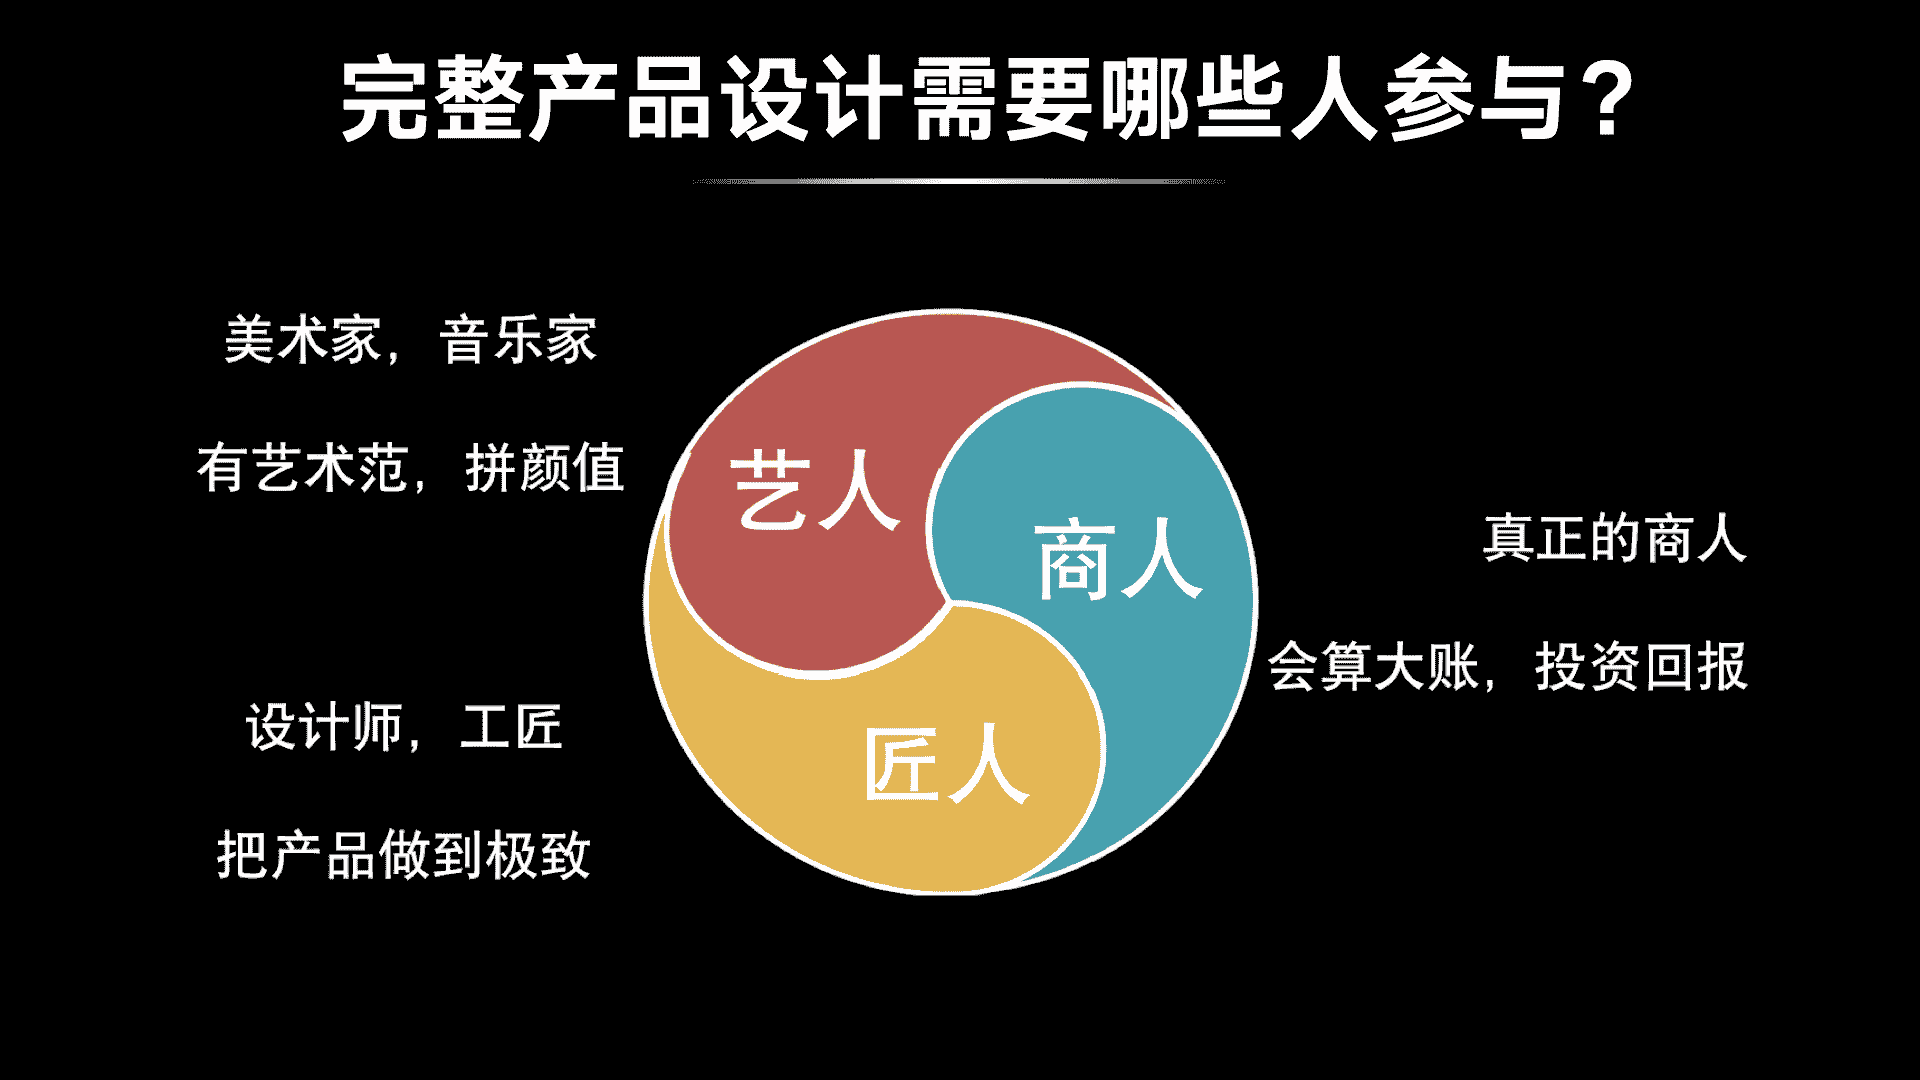 完整产品设计需要哪些人参与？
美术家，音乐家
有艺术范，拼颜值
艺人
商人
真正的商人
会算大账，投资回报
设计师，工匠
把产品做到极致
匠人